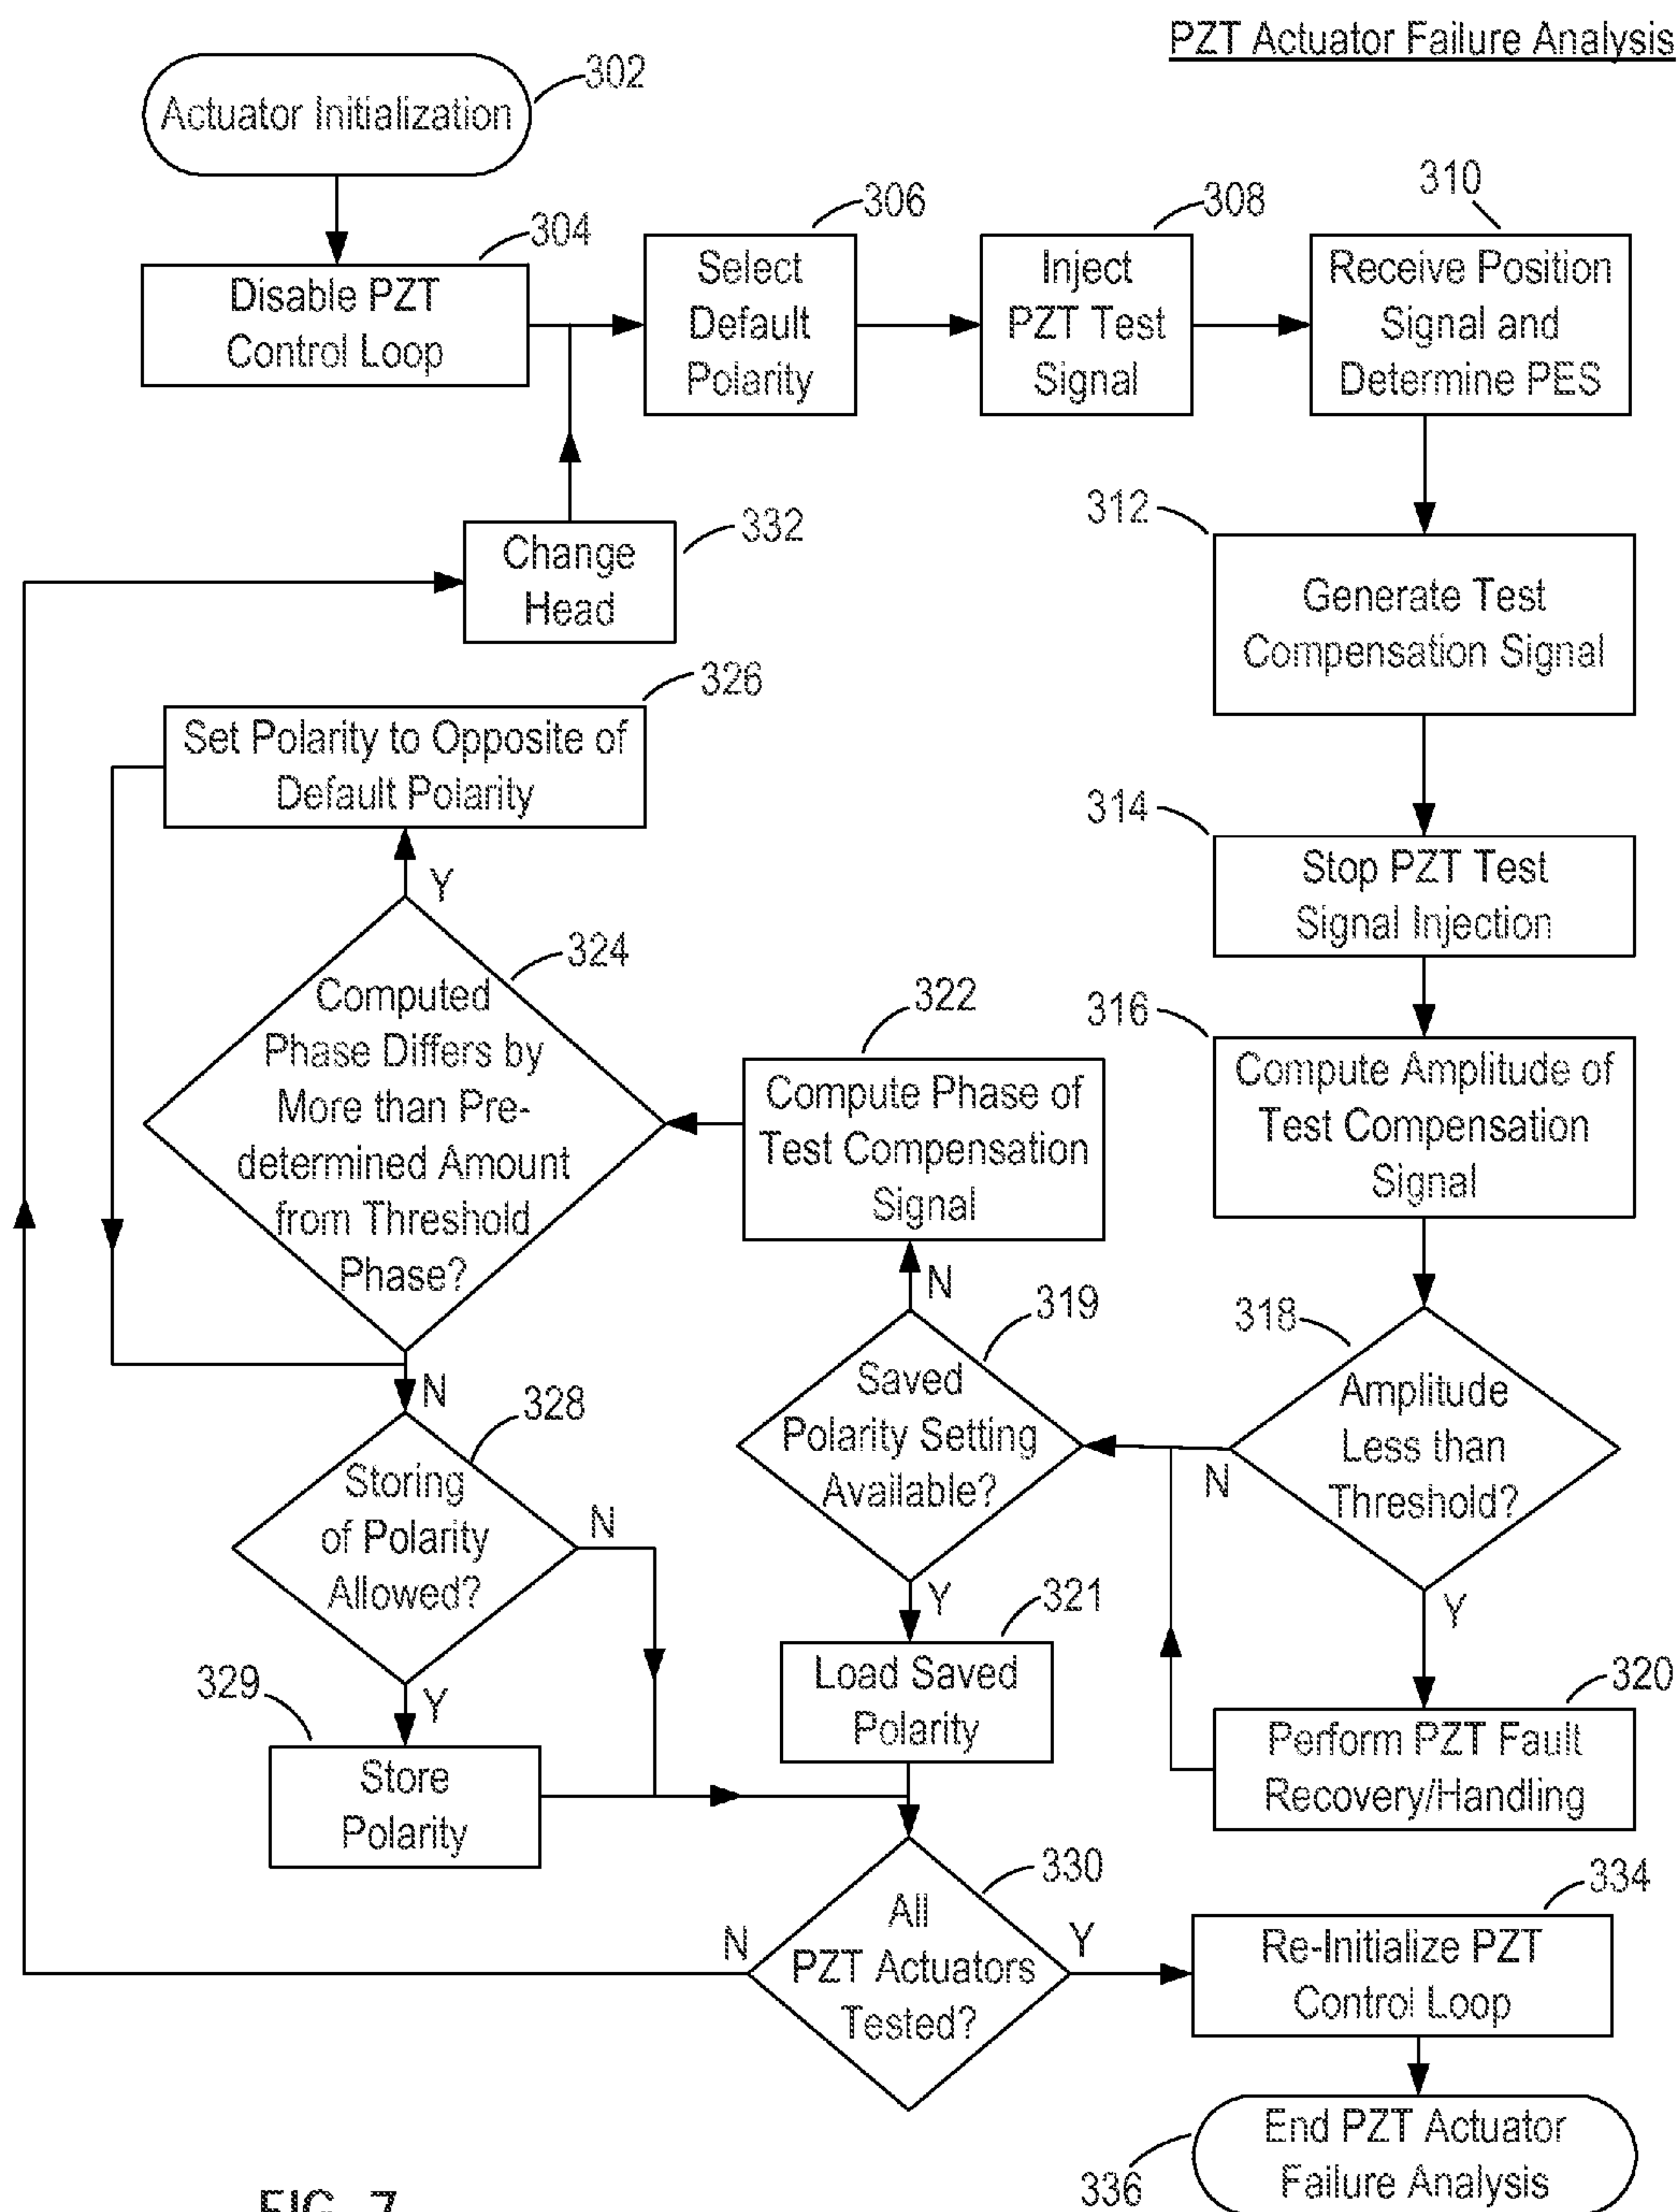 PZT Actuator Failure Analysis
302
Actuator Initialization
304
Disable PZT
Control Loop
306
Select
Default
Polarity
308
Inject
PZT Test
Signal
310
Receive Position
Signal and
Determine PES
332
Change
Head
312
Generate Test
Compensation Signal
314
Stop PZT Test
Signal Injection
316
Compute Amplitude of
Test Compensation
Signal
318
Amplitude
Less than
Threshold?
N
Y
320
Perform PZT Fault
Recovery/Handling
319
Saved
Polarity Setting
Available?
N
Y
321
Load Saved
Polarity
322
Compute Phase of
Test Compensation
Signal
324
Computed
Phase Differs by
More than Pre-
determined Amount
from Threshold
Phase?
Y
N
326
Set Polarity to Opposite of
Default Polarity
328
Storing
of Polarity
Allowed?
N
Y
329
Store
Polarity
330
All
PZT Actuators
Tested?
N
Y
334
Re-Initialize PZT
Control Loop
336
End PZT Actuator
Failure Analysis
FIG. 7